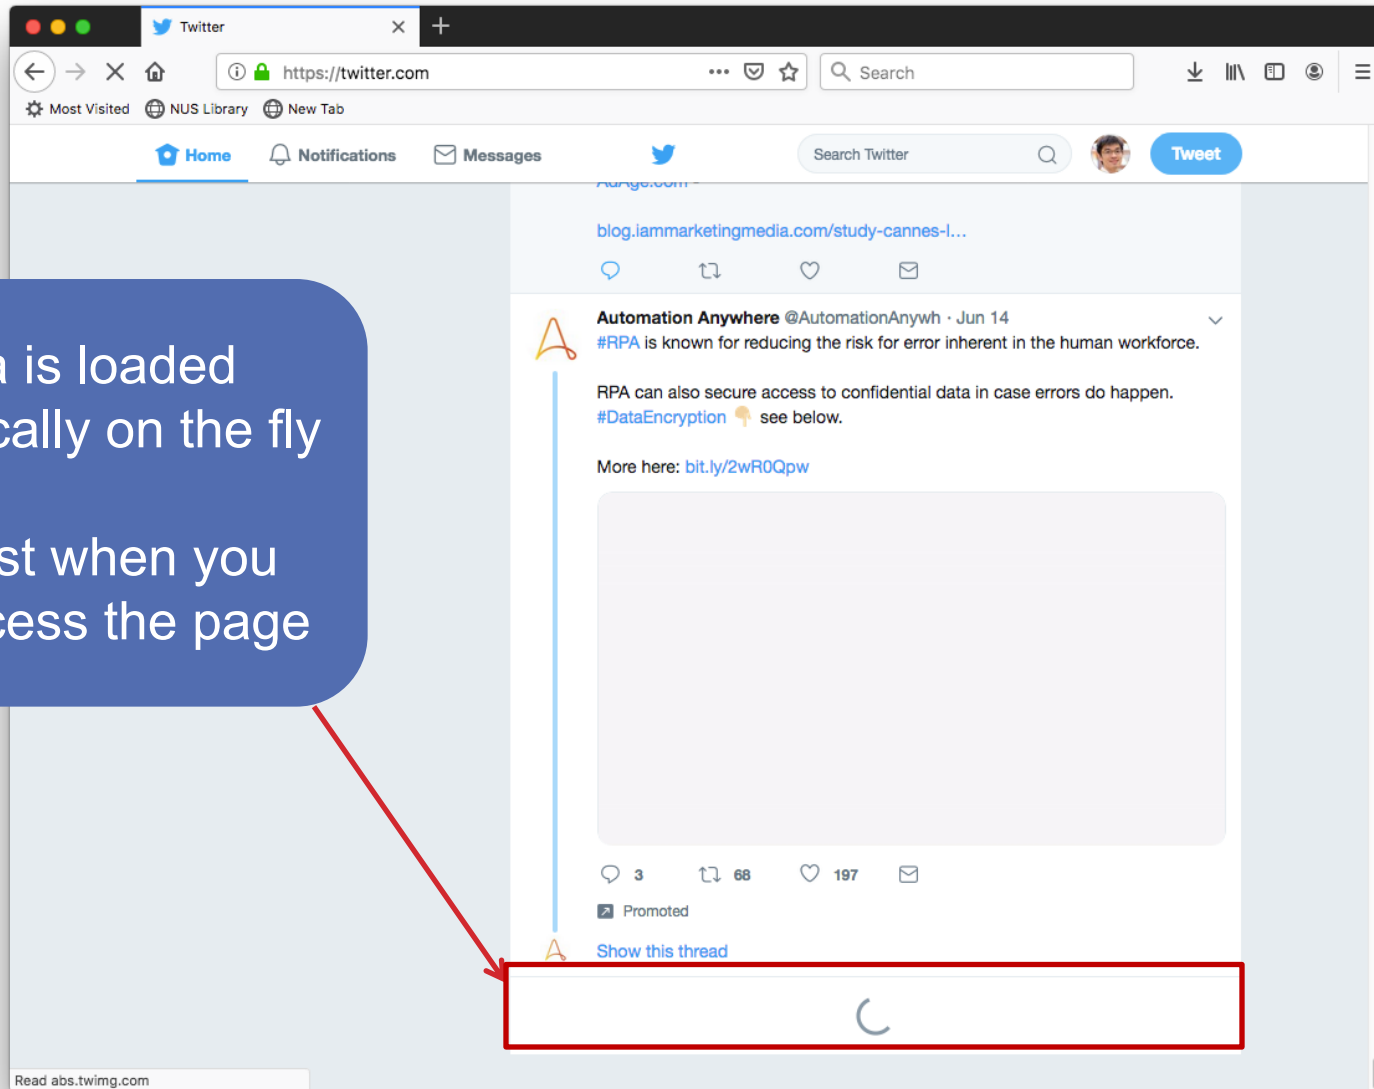 Twitter
https://twitter.com
Search
Most Visited NUS Library New Tab
Home Notifications Messages Search Twitter Tweet
AdAge.com -
blog.iammarketingmedia.com/study-cannes-l...
Automation Anywhere @AutomationAnywh · Jun 14
#RPA is known for reducing the risk for error inherent in the human workforce.
RPA can also secure access to confidential data in case errors do happen.
#DataEncryption 👇 see below.
More here: bit.ly/2wR0Qpw
3 68 197
Promoted
Show this thread
a is loaded
cally on the fly
st when you
cess the page
Read abs.twimg.com